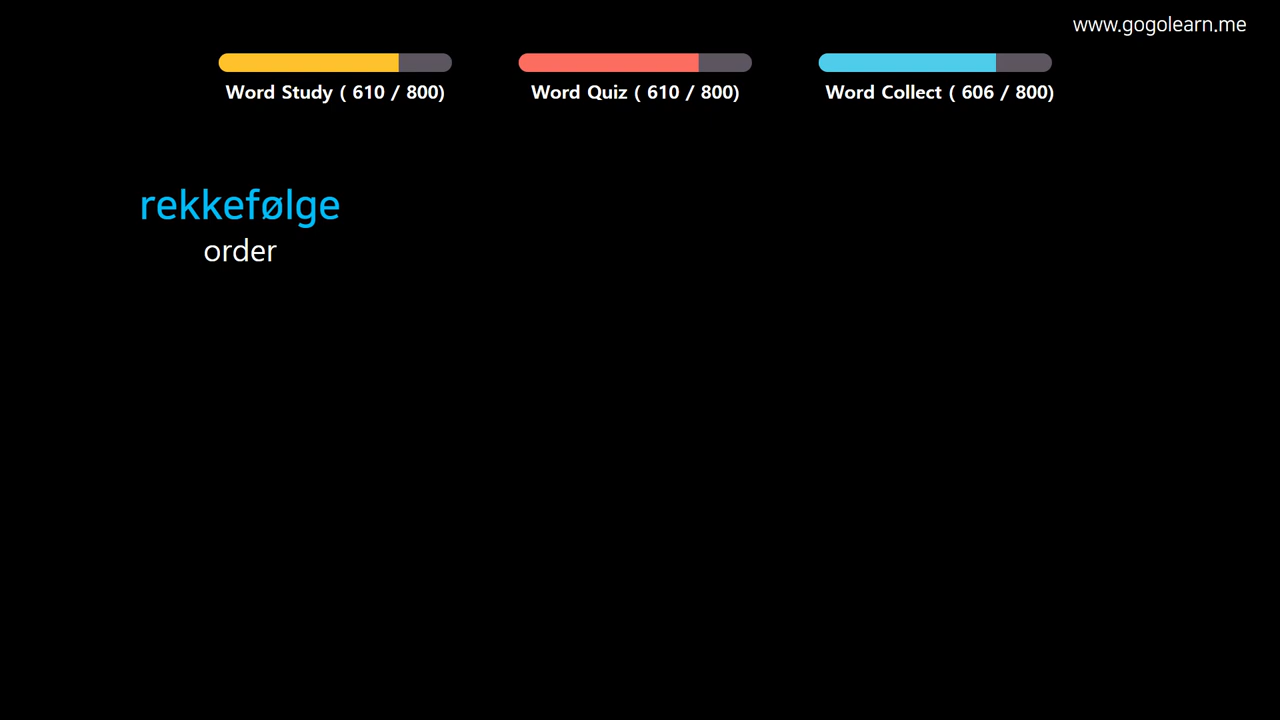 www.gogolearn.me
Word Study ( 610 / 800)
Word Quiz ( 610 / 800)
Word Collect ( 606 / 800)
rekkefølge
order